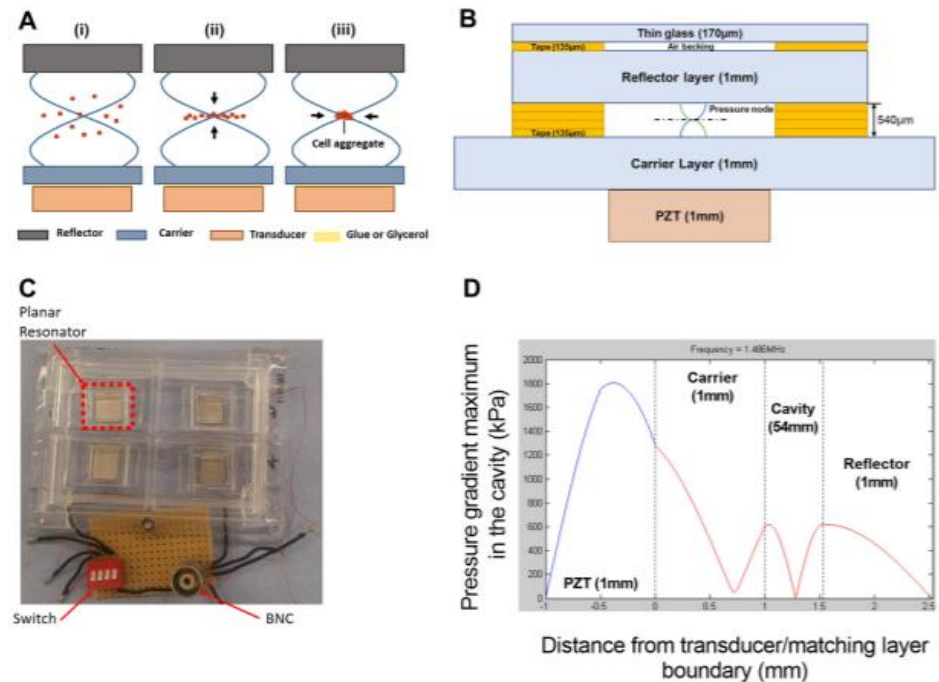 A
(i)
(ii)
(iii)
Cell aggregate
Reflector
Carrier
Transducer
Glue or Glycerol
B
Thin glass (170μm)
Tape (135μm)
Air backing
Reflector layer (1mm)
Pressure node
540μm
Tape (135μm)
Carrier Layer (1mm)
PZT (1mm)
C
Planar
Resonator
Switch
BNC
D
Frequency = 1.486MHz
Pressure gradient maximum
in the cavity (kPa)
2000
1800
1600
1400
1200
1000
800
600
400
200
0
Carrier
(1mm)
Cavity
(54mm)
Reflector
(1mm)
PZT (1mm)
-1
-0.5
0
0.5
1
1.5
2
2.5
Distance from transducer/matching layer
boundary (mm)